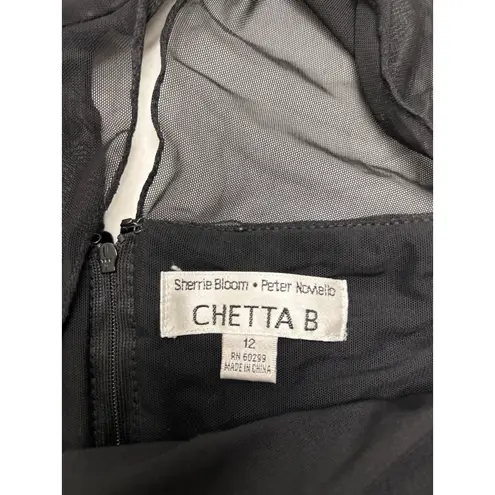 Sherrie Bloom • Peter Noviello
CHETTA B
12
RN 60299
MADE IN CHINA